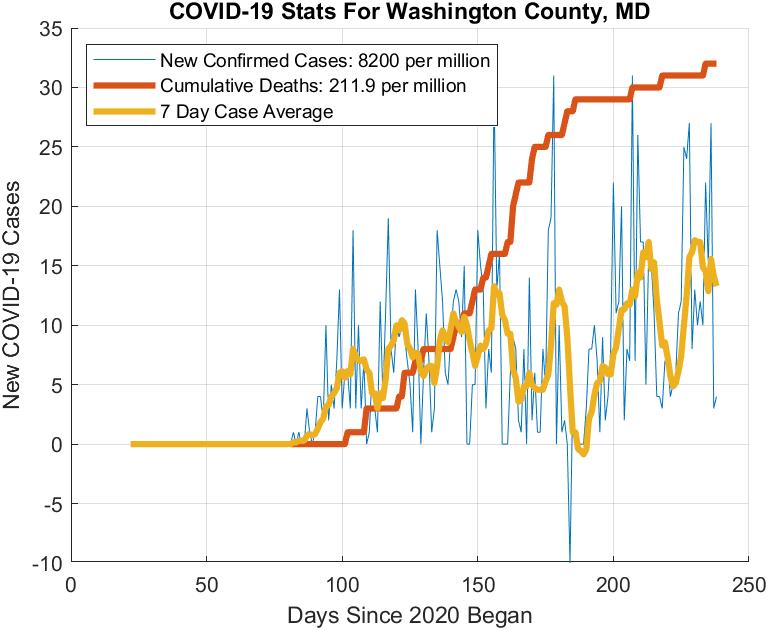 COVID-19 Stats For Washington County, MD
New Confirmed Cases: 8200 per million
Cumulative Deaths: 211.9 per million
7 Day Case Average
New COVID-19 Cases
35
30
25
20
15
10
5
0
-5
-10
0 50 100 150 200 250
Days Since 2020 Began